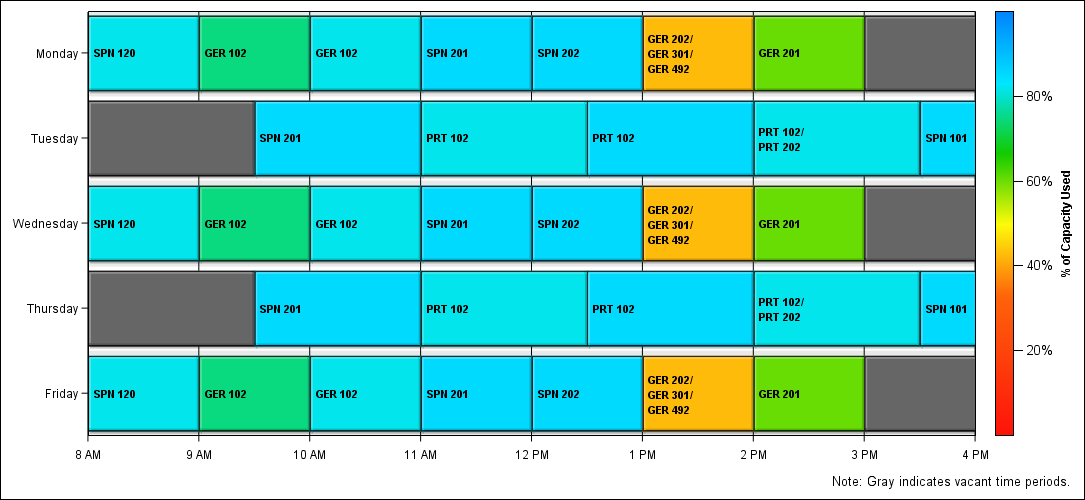 Monday
SPN 120
GER 102
GER 102
SPN 201
SPN 202
GER 202/
GER 301/
GER 492
GER 201
Tuesday
SPN 201
PRT 102
PRT 102
PRT 102/
PRT 202
SPN 101
Wednesday
SPN 120
GER 102
GER 102
SPN 201
SPN 202
GER 202/
GER 301/
GER 492
GER 201
Thursday
SPN 201
PRT 102
PRT 102
PRT 102/
PRT 202
SPN 101
Friday
SPN 120
GER 102
GER 102
SPN 201
SPN 202
GER 202/
GER 301/
GER 492
GER 201
8 AM
9 AM
10 AM
11 AM
12 PM
1 PM
2 PM
3 PM
4 PM
80%
60%
40%
20%
% of Capacity Used
Note: Gray indicates vacant time periods.